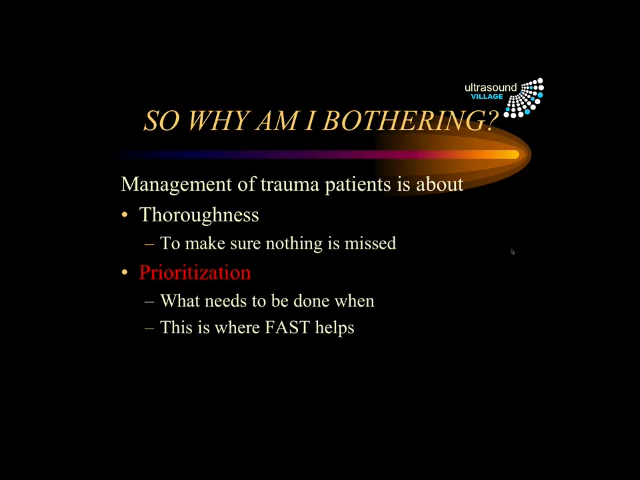 ultrasound
VILLAGE
SO WHY AM I BOTHERING?
Management of trauma patients is about
• Thoroughness
– To make sure nothing is missed
• Prioritization
– What needs to be done when
– This is where FAST helps